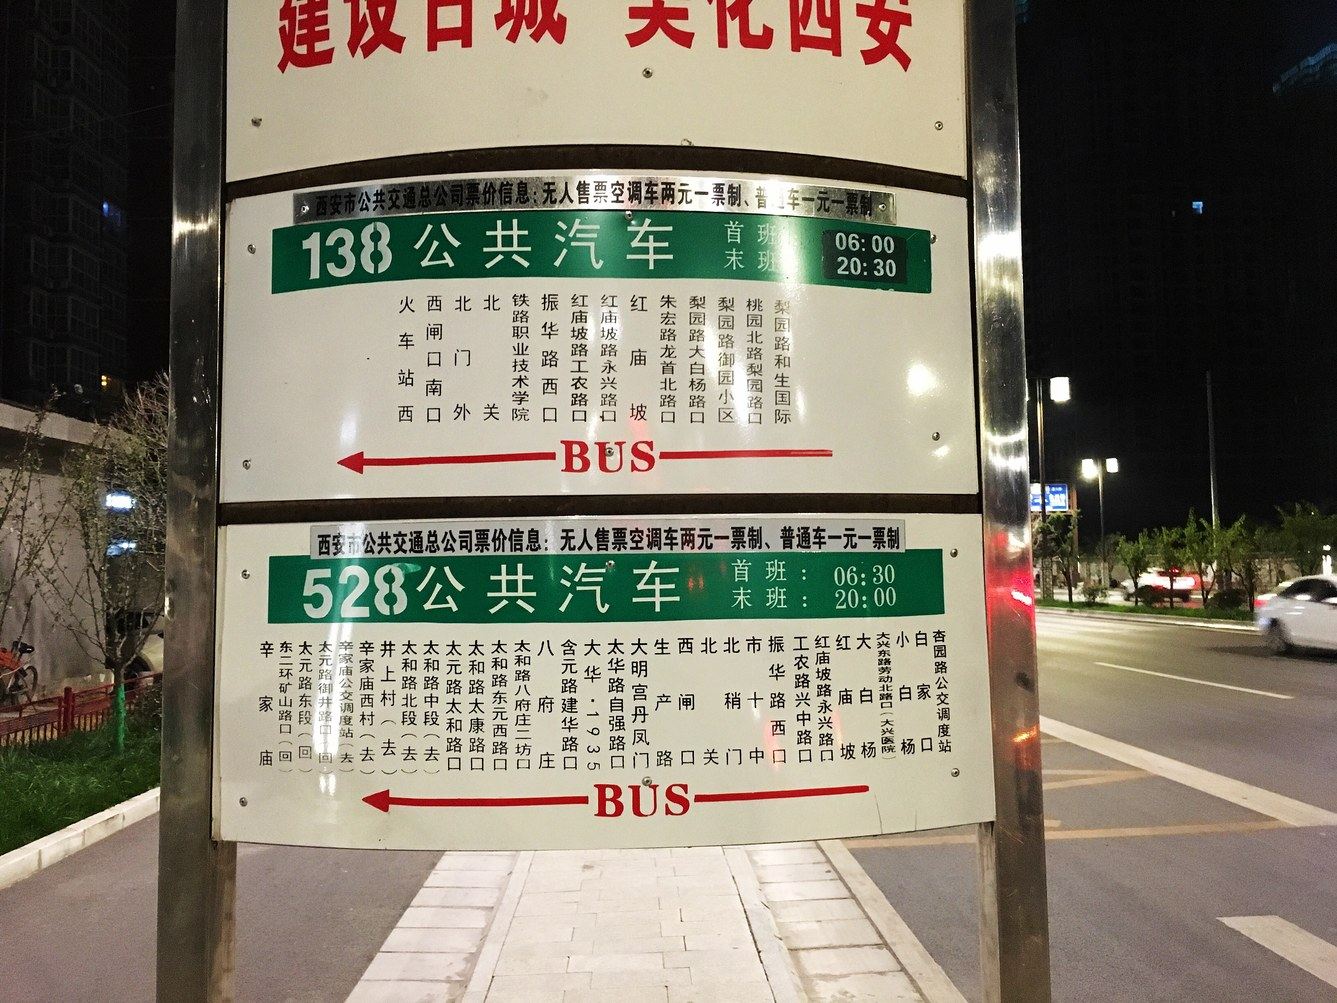 建设古城 美化西安
西安市公共交通总公司票价信息：无人售票空调车两元一票制、普通车一元一票制
138公共汽车
首班：06:00
末班：20:30
火车站西
西闸口南口
北门外
北关
铁路职业技术学院
振华路西口
红庙坡路工农路口
红庙坡路永兴路口
红庙坡
朱宏路龙首北路口
梨园路大白杨路口
梨园路御园小区
桃园北路梨园路口
梨园路和生国际
BUS
西安市公共交通总公司票价信息：无人售票空调车两元一票制、普通车一元一票制
528公共汽车
首班：06:30
末班：20:00
辛家庙
东二环矿山路口（回）
太元路东段（回）
太元路御井路口（回）
辛家庙公交调度站（去）
辛家庙西村（去）
井上村（去）
太和路北段（去）
太和路中段（去）
太元路太和路口
太和路太康路口
太和路东元西路口
太和路八府庄二坊口
八府庄
含元路建华路口
大华·1935
太华路自强路口
大明宫丹凤门
生产路
西闸口
北关
北稍门
市十中
振华路西口
工农路兴中路口
红庙坡路永兴路口
红庙坡
大白杨
大兴东路劳动北路口（大兴医院）
小白杨
白家口
杏园路公交调度站
BUS